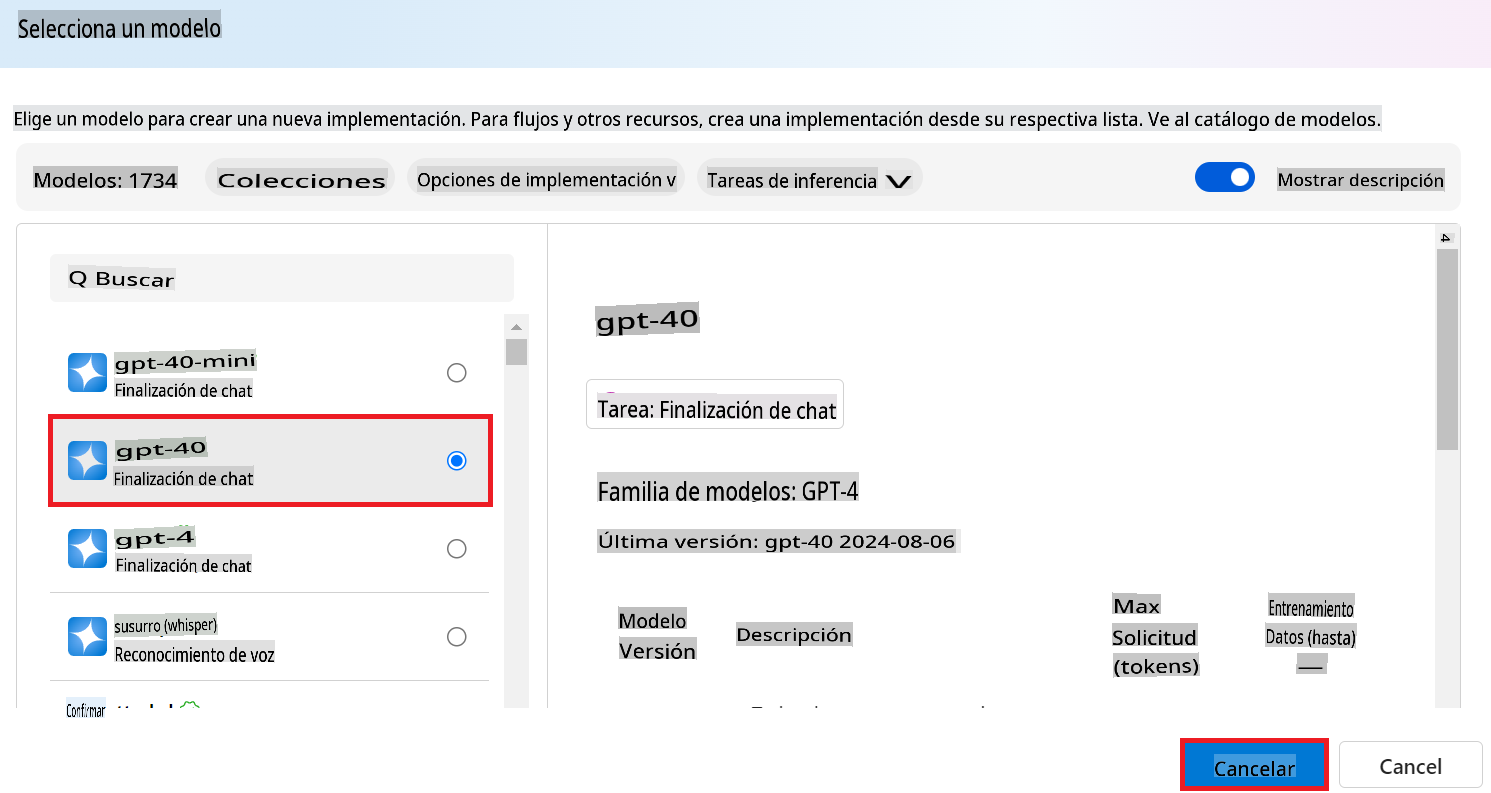 Selecciona un modelo
Elige un modelo para crear una nueva implementación. Para flujos y otros recursos, crea una implementación desde su respectiva lista. Ve al catálogo de modelos.
Modelos: 1734
Colecciones
Opciones de implementación v
Tareas de inferencia
Mostrar descripción
Q Buscar
gpt-40-mini
Finalización de chat
gpt-40
Finalización de chat
gpt-4
Finalización de chat
susurro (whisper)
Reconocimiento de voz
Confirmar
gpt-40
Tarea: Finalización de chat
Familia de modelos: GPT-4
Última versión: gpt-40 2024-08-06
Modelo
Versión
Descripción
Max
Solicitud
(tokens)
Entrenamiento
Datos (hasta)
4
Cancelar
Cancel